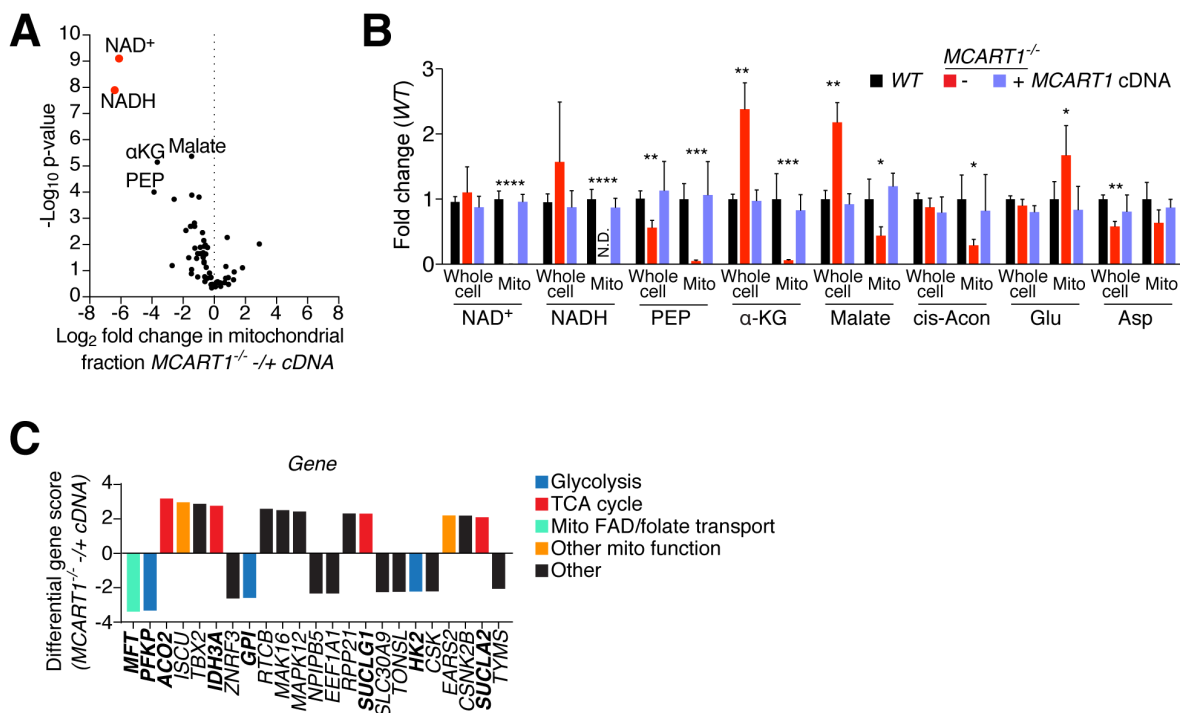 A
-Log10 p-value
10
9
8
7
6
5
4
3
2
1
0
NAD+
NADH
αKG
Malate
PEP
-8 -6 -4 -2 0 2 4 6 8
Log2 fold change in mitochondrial
fraction MCART1-/- -/+ cDNA
B
MCART1-/-
WT - + MCART1 cDNA
Fold change (WT)
3
2
1
0
**** **** ** *** ** *** ** * * * **
N.D.
Whole cell Mito Whole cell Mito Whole cell Mito Whole cell Mito Whole cell Mito Whole cell Mito Whole cell Mito Whole cell Mito
NAD+ NADH PEP α-KG Malate cis-Acon Glu Asp
C
Gene
Differential gene score
(MCART1-/- -/+ cDNA)
4
2
0
-2
-4
Glycolysis
TCA cycle
Mito FAD/folate transport
Other mito function
Other
MFT
PFKP
ACO2
ISCU
TBX2
IDH3A
ZNRF3
GPI
RTCB
MAK16
MAPK12
NPIPB5
EEF1A1
RPP21
SUCLG1
SLC30A9
TONSL
HK2
CSK
EARS2
CSNK2B
SUCLA2
TYMS